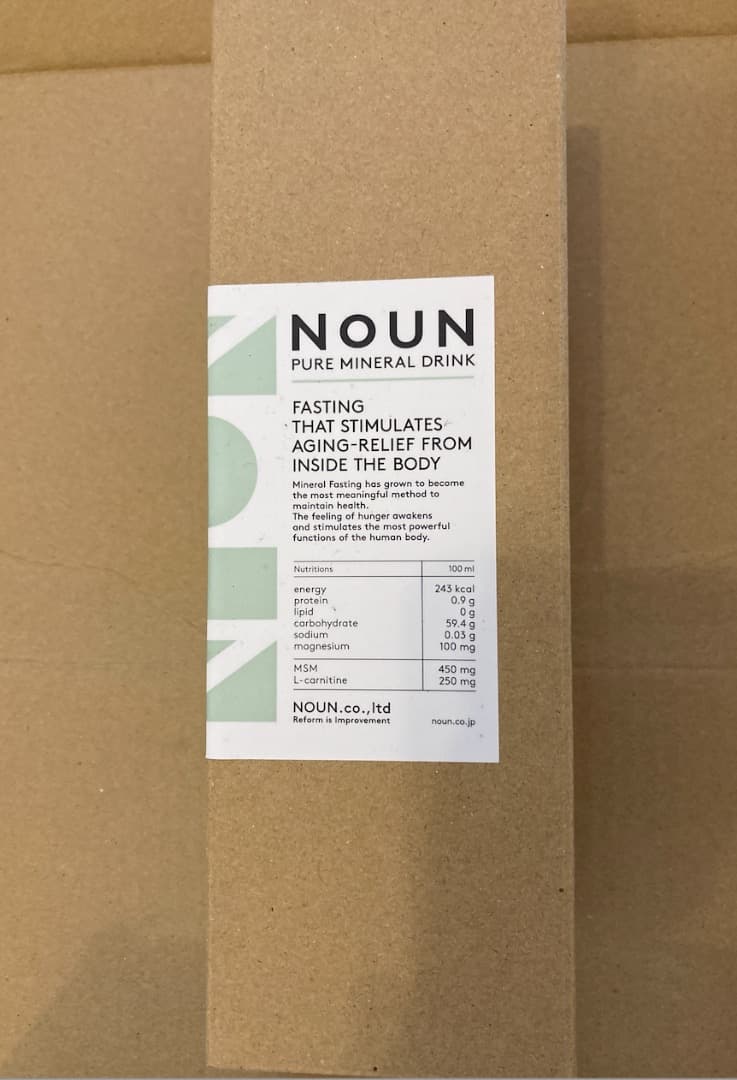 NOUN
PURE MINERAL DRINK
FASTING
THAT STIMULATES
AGING-RELIEF FROM
INSIDE THE BODY
Mineral Fasting has grown to become
the most meaningful method to
maintain health.
The feeling of hunger awakens
and stimulates the most powerful
functions of the human body.
Nutritions 100 ml
energy 243 kcal
protein 0.9 g
lipid 0 g
carbohydrate 59.4 g
sodium 0.03 g
magnesium 100 mg
MSM 450 mg
L-carnitine 250 mg
NOUN.co.,ltd
Reform is Improvement noun.co.jp